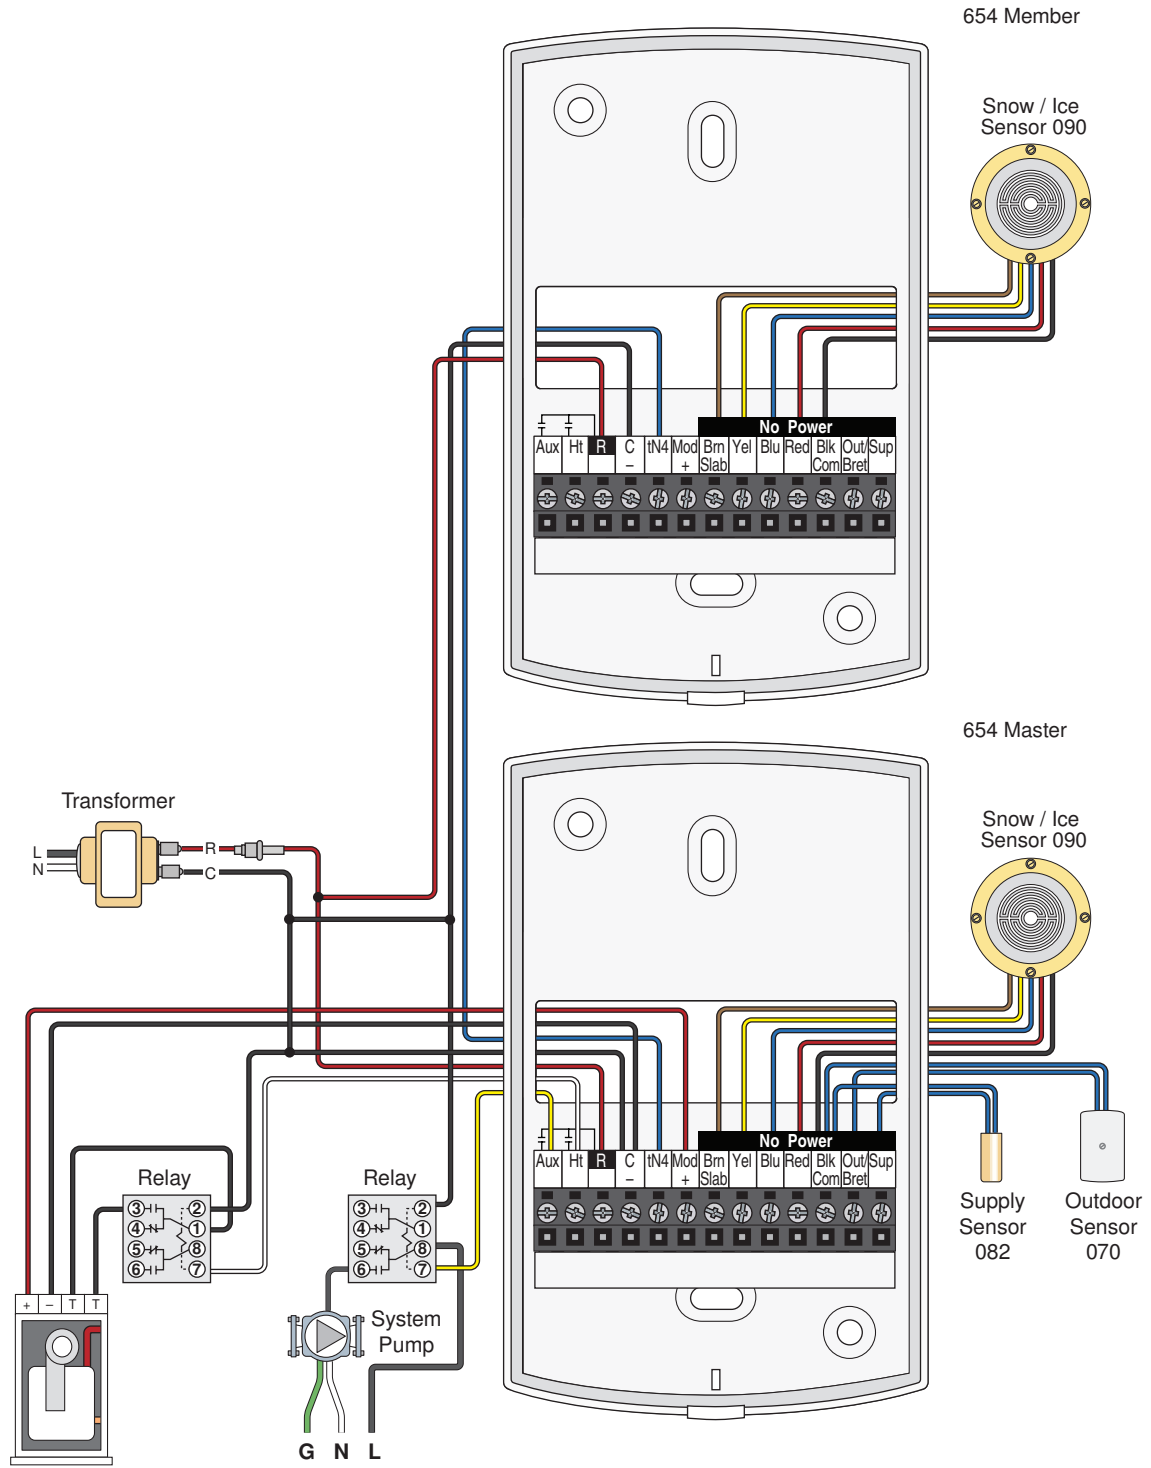 654 Member
Snow / Ice
Sensor 090
No Power
Aux Ht R C tN4 Mod Brn Yel Blu Red Blk Out/ Sup
– + Slab Com Bret
654 Master
Transformer
Snow / Ice
Sensor 090
L
N
R
C
No Power
Aux Ht R C tN4 Mod Brn Yel Blu Red Blk Out/ Sup
– + Slab Com Bret
Relay
Relay
3 2
4 1
5 8
6 7
3 2
4 1
5 8
6 7
Supply
Sensor
082
Outdoor
Sensor
070
+ – T T
System
Pump
G N L